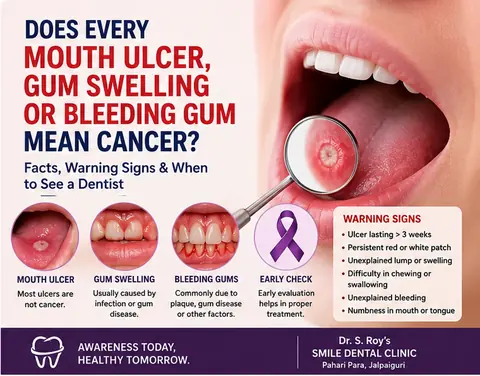 DOES EVERY
MOUTH ULCER,
GUM SWELLING
OR BLEEDING GUM
MEAN CANCER?
Facts, Warning Signs & When
to See a Dentist
MOUTH ULCER
Most ulcers are
not cancer.
GUM SWELLING
Usually caused by
infection or gum
disease.
BLEEDING GUMS
Commonly due to
plaque, gum disease
or other factors.
EARLY CHECK
Early evaluation
helps in proper
treatment.
WARNING SIGNS
• Ulcer lasting > 3 weeks
• Persistent red or white patch
• Unexplained lump or swelling
• Difficulty in chewing or
swallowing
• Unexplained bleeding
• Numbness in mouth or tongue
AWARENESS TODAY,
HEALTHY TOMORROW.
Dr. S. Roy's
SMILE DENTAL CLINIC
Pahari Para, Jalpaiguri